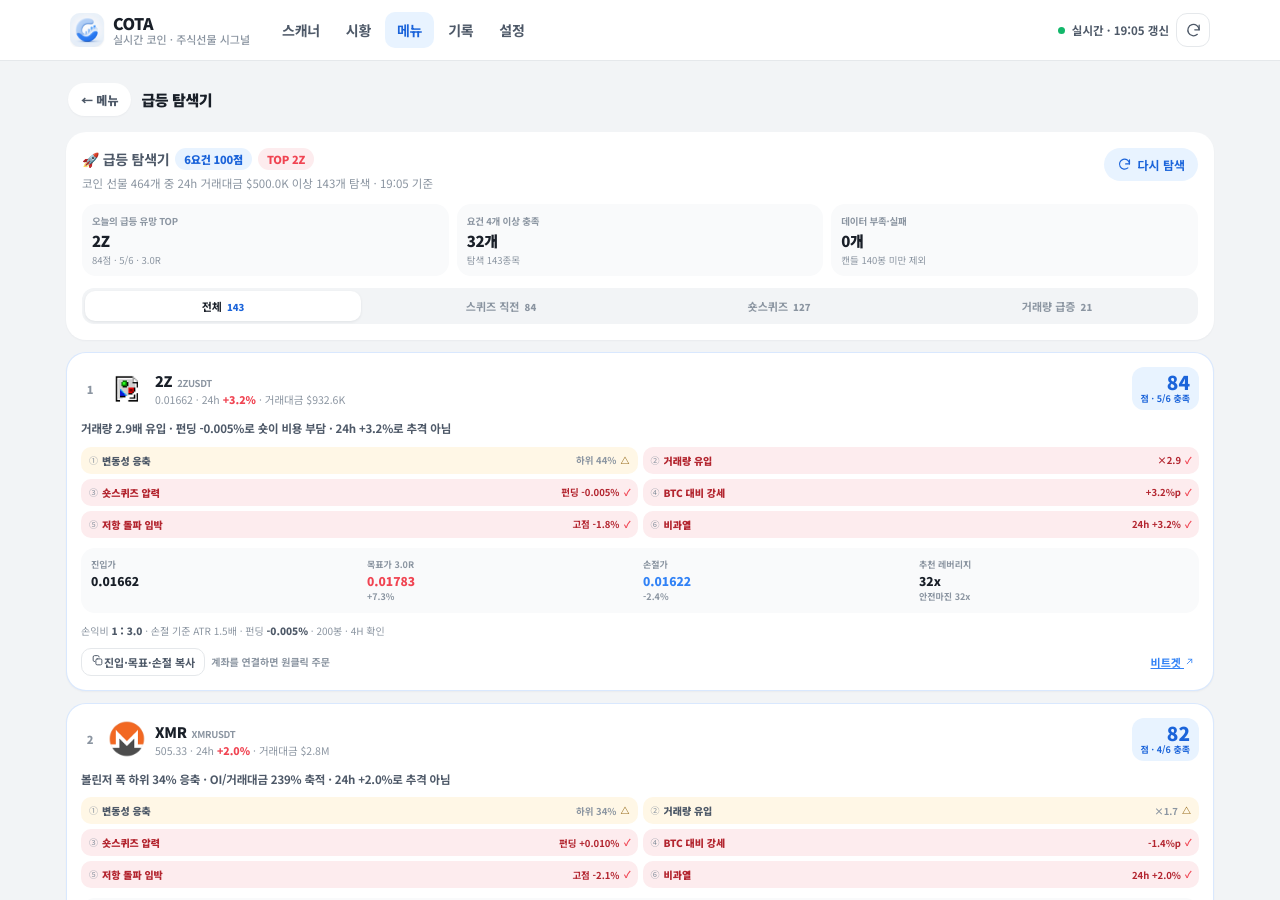 COTA
실시간 코인 · 주식선물 시그널
스캐너 시황 메뉴 기록 설정
실시간 · 19:05 갱신
← 메뉴 급등 탐색기
🚀 급등 탐색기 6요건 100점 TOP 2Z
다시 탐색
코인 선물 464개 중 24h 거래대금 $500.0K 이상 143개 탐색 · 19:05 기준
오늘의 급등 유망 TOP
2Z
84점 · 5/6 · 3.0R
요건 4개 이상 충족
32개
탐색 143종목
데이터 부족·실패
0개
캔들 140봉 미만 제외
전체 143 스퀴즈 직전 84 숏스퀴즈 127 거래량 급증 21
1
2Z 2ZUSDT
0.01662 · 24h +3.2% · 거래대금 $932.6K
84
점 · 5/6 충족
거래량 2.9배 유입 · 펀딩 -0.005%로 숏이 비용 부담 · 24h +3.2%로 추격 아님
① 변동성 응축 하위 44% △
② 거래량 유입 ×2.9 ✓
③ 숏스퀴즈 압력 펀딩 -0.005% ✓
④ BTC 대비 강세 +3.2%p ✓
⑤ 저항 돌파 임박 고점 -1.8% ✓
⑥ 비과열 24h +3.2% ✓
진입가
0.01662
목표가 3.0R
0.01783
+7.3%
손절가
0.01622
-2.4%
추천 레버리지
32x
안전마진 32x
손익비 1 : 3.0 · 손절 기준 ATR 1.5배 · 펀딩 -0.005% · 200봉 · 4H 확인
진입·목표·손절 복사 계좌를 연결하면 원클릭 주문 비트겟 ↗
2
XMR XMRUSDT
505.33 · 24h +2.0% · 거래대금 $2.8M
82
점 · 4/6 충족
볼린저 폭 하위 34% 응축 · OI/거래대금 239% 축적 · 24h +2.0%로 추격 아님
① 변동성 응축 하위 34% △
② 거래량 유입 ×1.7 △
③ 숏스퀴즈 압력 펀딩 +0.010% ✓
④ BTC 대비 강세 -1.4%p ✓
⑤ 저항 돌파 임박 고점 -2.1% ✓
⑥ 비과열 24h +2.0% ✓